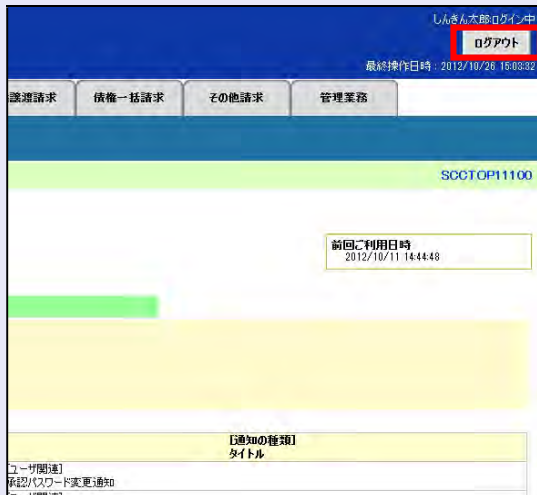 しんきん太郎:ログイン中
ログアウト
最終操作日時：2012/10/26 15:03:32
譲渡請求
債権一括請求
その他請求
管理業務
SCCTOP11100
前回ご利用日時
2012/10/11 14:44:48
[通知の種類]
タイトル
[ユーザ関連]
承認パスワード変更通知